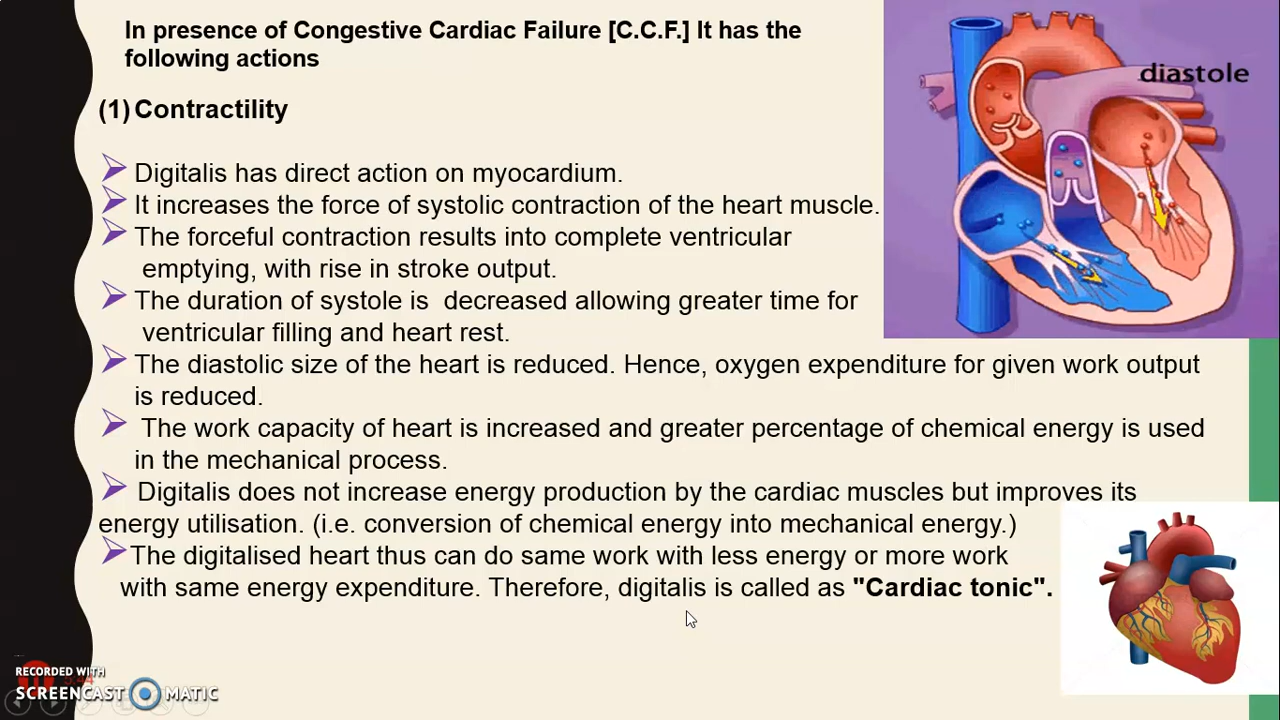 In presence of Congestive Cardiac Failure [C.C.F.] It has the
following actions
diastole
(1) Contractility
Digitalis has direct action on myocardium.
It increases the force of systolic contraction of the heart muscle.
The forceful contraction results into complete ventricular
emptying, with rise in stroke output.
The duration of systole is decreased allowing greater time for
ventricular filling and heart rest.
The diastolic size of the heart is reduced. Hence, oxygen expenditure for given work output
is reduced.
The work capacity of heart is increased and greater percentage of chemical energy is used
in the mechanical process.
Digitalis does not increase energy production by the cardiac muscles but improves its
energy utilisation. (i.e. conversion of chemical energy into mechanical energy.)
The digitalised heart thus can do same work with less energy or more work
with same energy expenditure. Therefore, digitalis is called as "Cardiac tonic".
RECORDED WITH
SCREENCAST MATIC